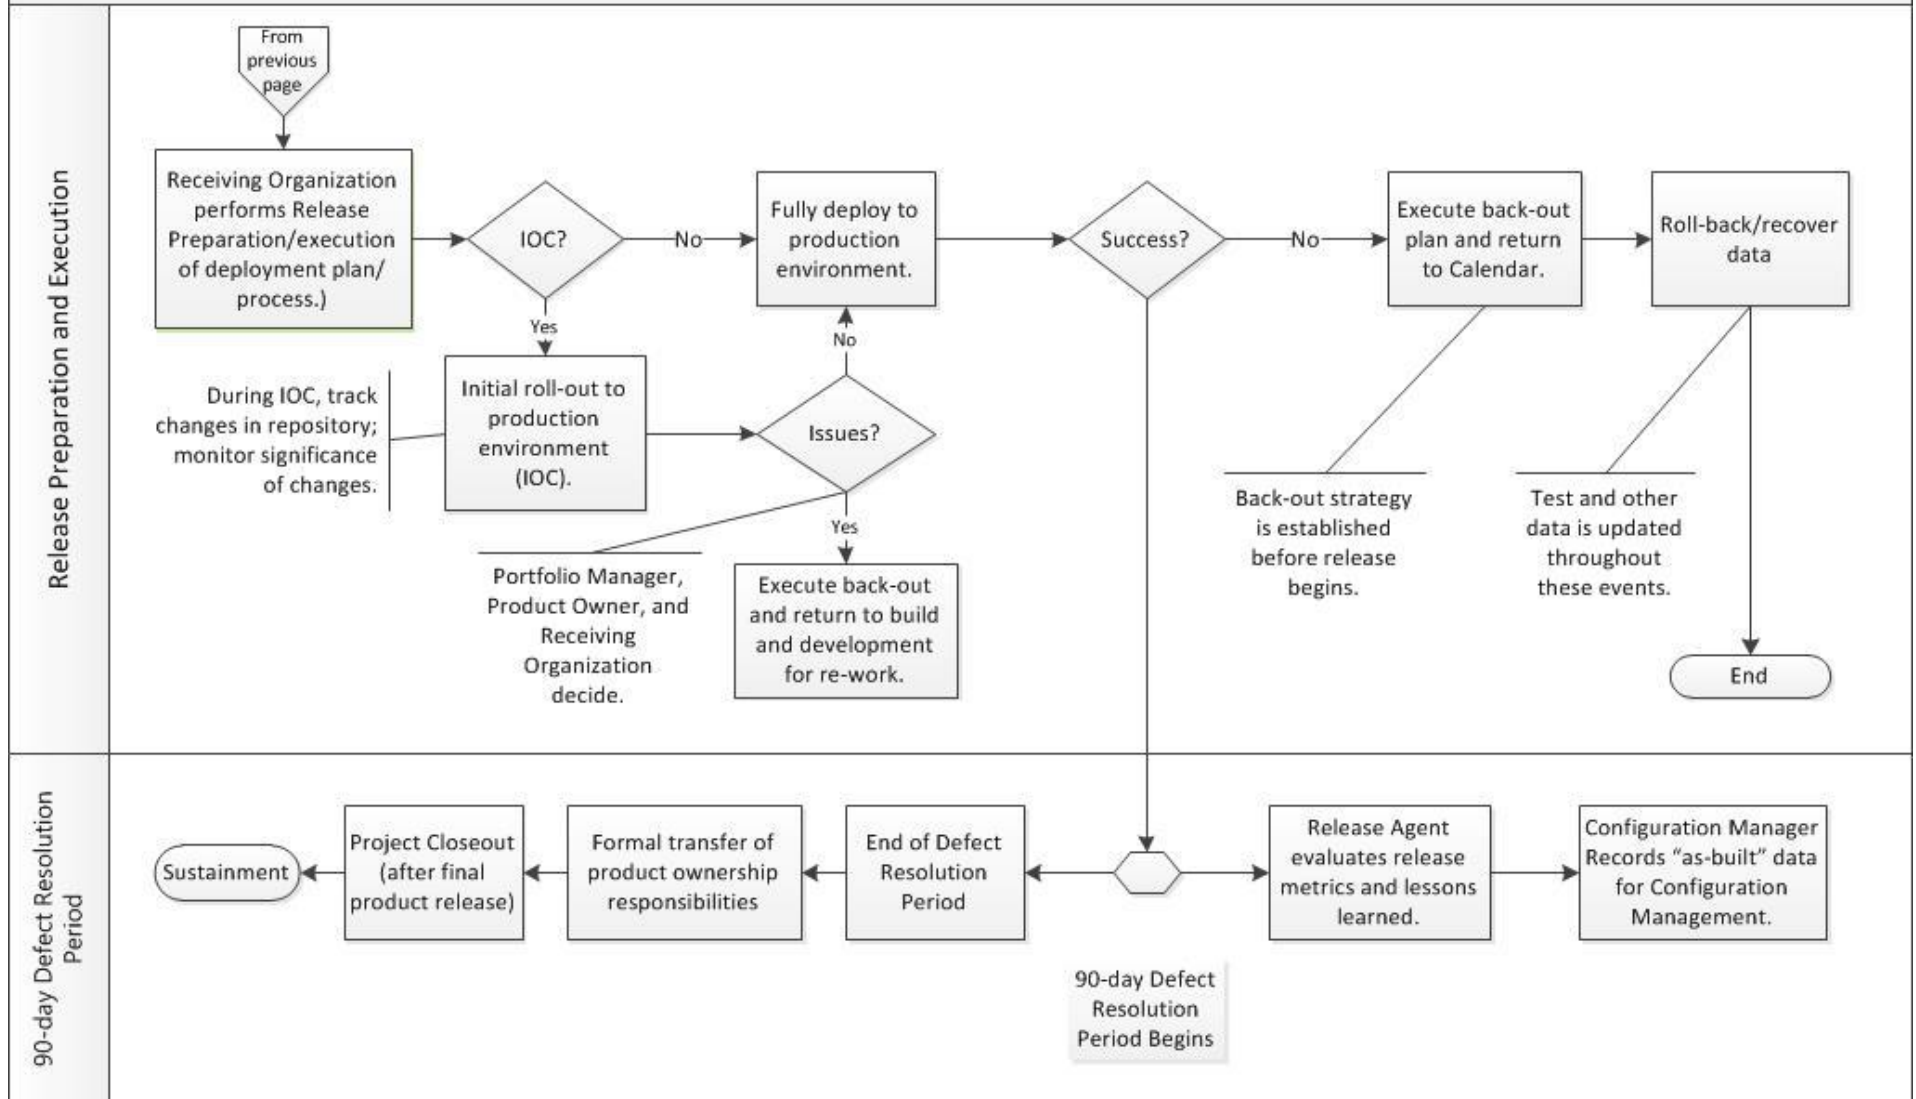 From
previous
page
Release Preparation and Execution
Receiving Organization
performs Release
Preparation/execution
of deployment plan/
process.)
IOC?
No
Fully deploy to
production
environment.
Success?
No
Execute back-out
plan and return
to Calendar.
Roll-back/recover
data
Yes
No
During IOC, track
changes in repository;
monitor significance
of changes.
Initial roll-out to
production
environment
(IOC).
Issues?
Yes
Portfolio Manager,
Product Owner, and
Receiving
Organization
decide.
Execute back-out
and return to build
and development
for re-work.
Back-out strategy
is established
before release
begins.
Test and other
data is updated
throughout
these events.
End
90-day Defect Resolution
Period
Sustainment
Project Closeout
(after final
product release)
Formal transfer of
product ownership
responsibilities
End of Defect
Resolution
Period
Release Agent
evaluates release
metrics and lessons
learned.
Configuration Manager
Records “as-built” data
for Configuration
Management.
90-day Defect
Resolution
Period Begins